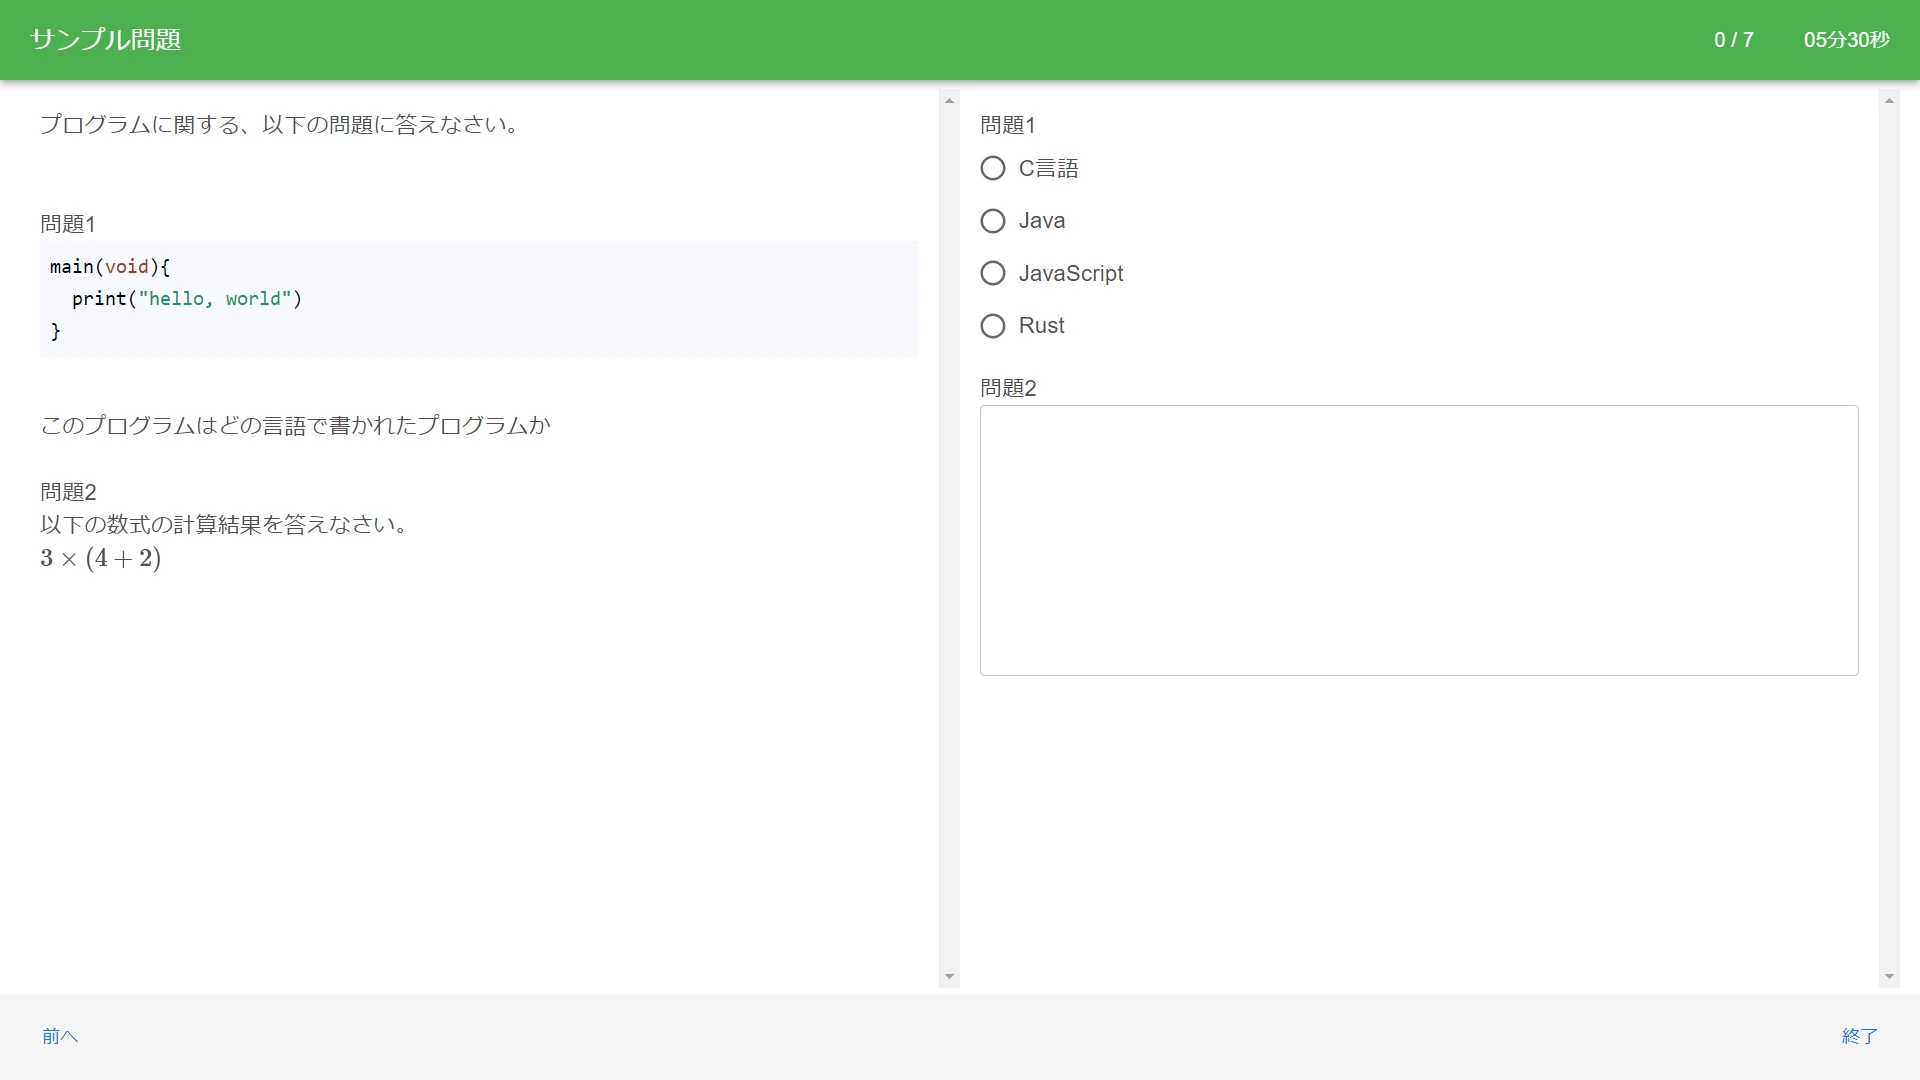 サンプル問題
0 / 7
05分30秒
プログラムに関する、以下の問題に答えなさい。
問題1
main(void){
  print("hello, world")
}
このプログラムはどの言語で書かれたプログラムか
問題2
以下の数式の計算結果を答えなさい。
3 × (4 + 2)
問題1
C言語
Java
JavaScript
Rust
問題2
前へ
終了